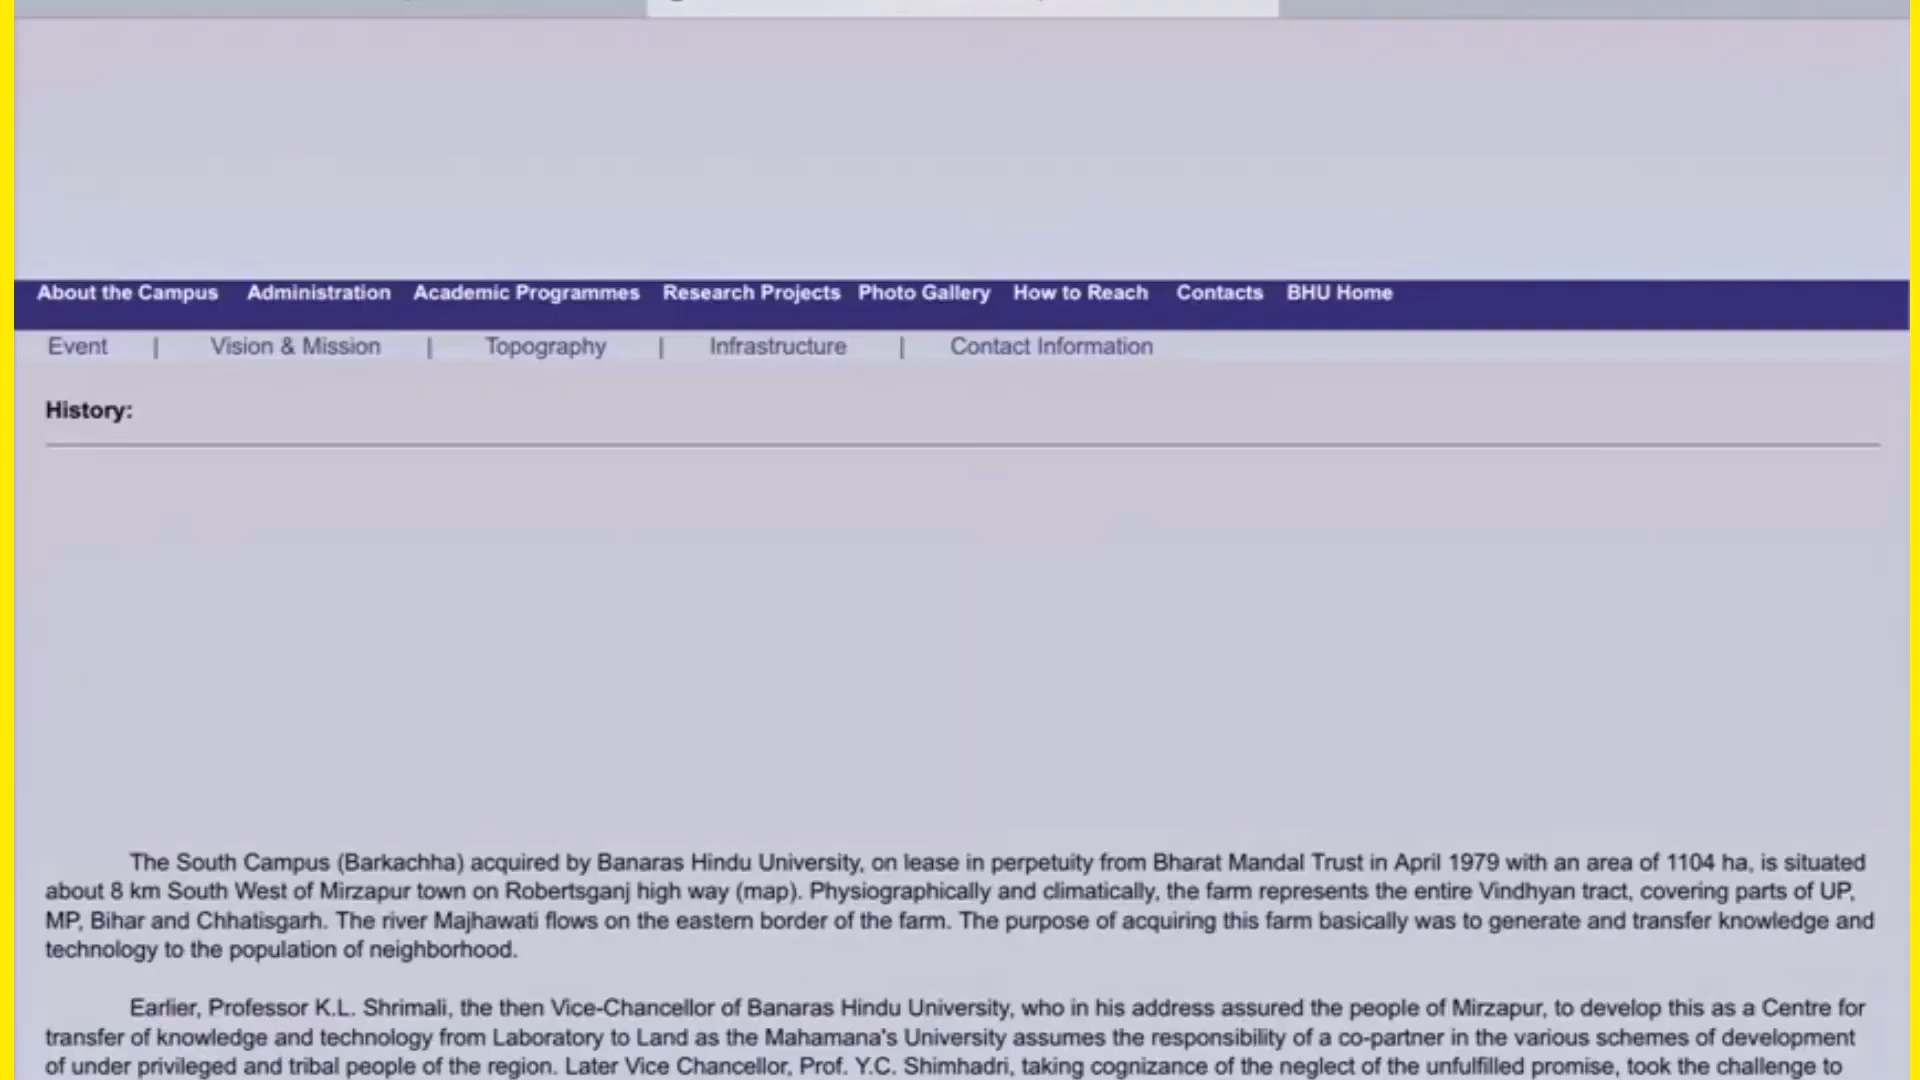 About the Campus Administration Academic Programmes Research Projects Photo Gallery How to Reach Contacts BHU Home
Event | Vision & Mission | Topography | Infrastructure | Contact Information
History:
The South Campus (Barkachha) acquired by Banaras Hindu University, on lease in perpetuity from Bharat Mandal Trust in April 1979 with an area of 1104 ha, is situated
about 8 km South West of Mirzapur town on Robertsganj high way (map). Physiographically and climatically, the farm represents the entire Vindhyan tract, covering parts of UP,
MP, Bihar and Chhatisgarh. The river Majhawati flows on the eastern border of the farm. The purpose of acquiring this farm basically was to generate and transfer knowledge and
technology to the population of neighborhood.
Earlier, Professor K.L. Shrimali, the then Vice-Chancellor of Banaras Hindu University, who in his address assured the people of Mirzapur, to develop this as a Centre for
transfer of knowledge and technology from Laboratory to Land as the Mahamana's University assumes the responsibility of a co-partner in the various schemes of development
of under privileged and tribal people of the region. Later Vice Chancellor, Prof. Y.C. Shimhadri, taking cognizance of the neglect of the unfulfilled promise, took the challenge to